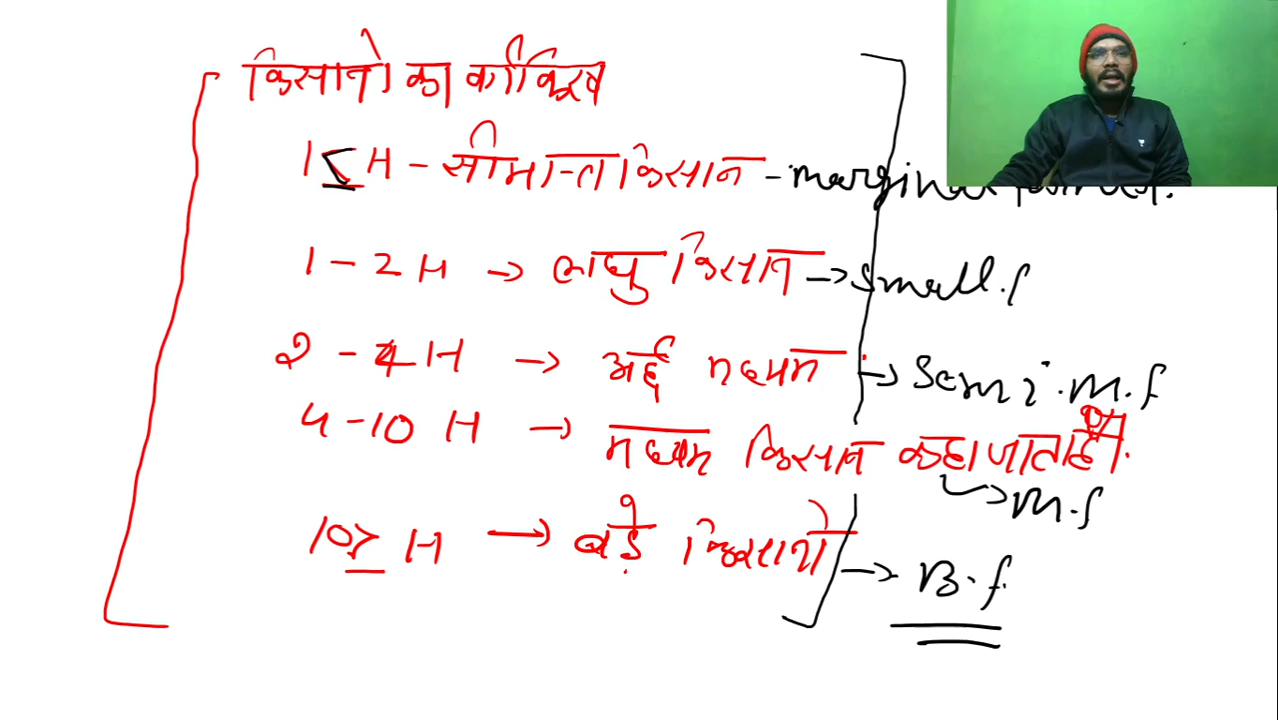 किसानो का वर्गीकरण
1 ≤ H - सीमान्त किसान - marginal
1 - 2 H → लघु किसान → Small.f
2 - 4 H → अर्द्ध मध्यम → Semi.m.f
4 - 10 H → मध्यम किसान कहा जाता है।
→ M.f
10 ≥ H → बड़े किसानो → B.f